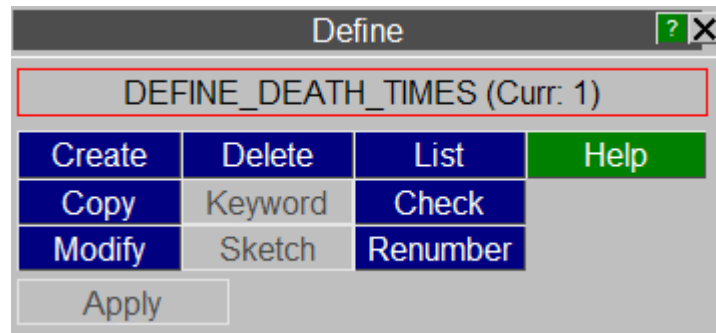 Define ? X
DEFINE_DEATH_TIMES (Curr: 1)
Create Delete List Help
Copy Keyword Check
Modify Sketch Renumber
Apply